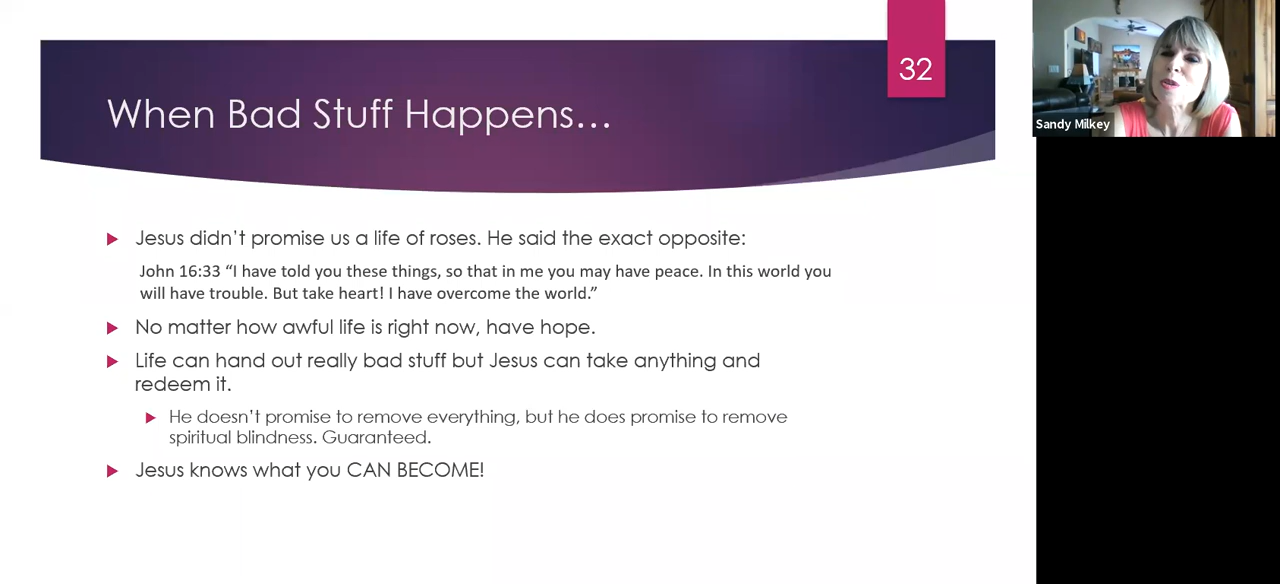 32
When Bad Stuff Happens...
Jesus didn't promise us a life of roses. He said the exact opposite:
John 16:33 “I have told you these things, so that in me you may have peace. In this world you
will have trouble. But take heart! I have overcome the world.”
No matter how awful life is right now, have hope.
Life can hand out really bad stuff but Jesus can take anything and
redeem it.
He doesn't promise to remove everything, but he does promise to remove
spiritual blindness. Guaranteed.
Jesus knows what you CAN BECOME!
Sandy Milkey